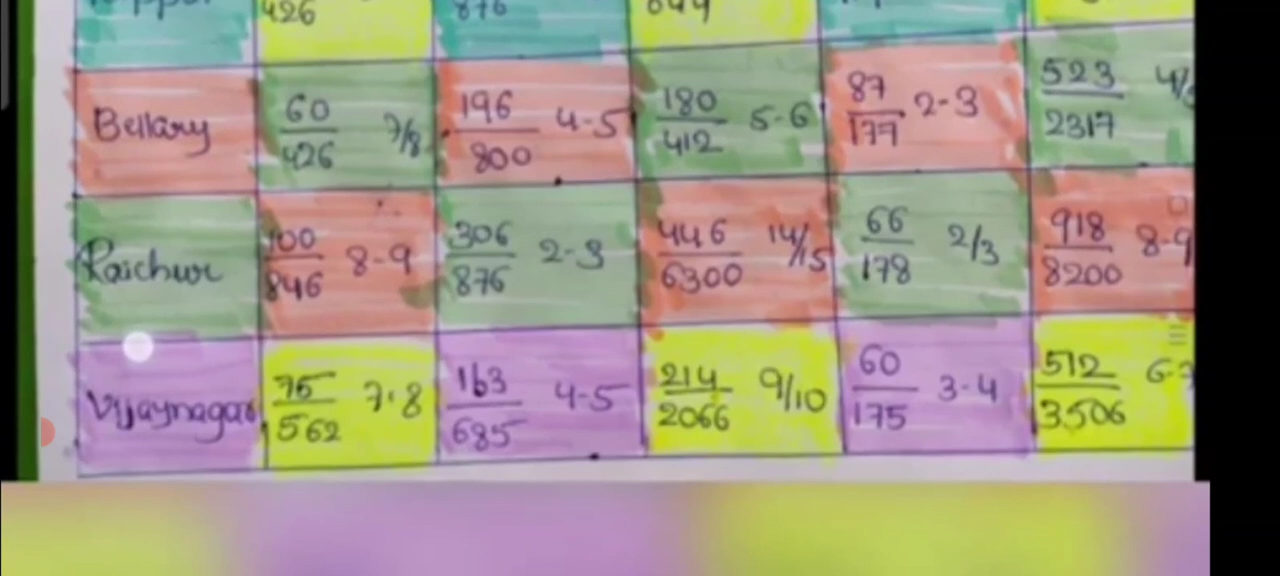 426 876 644
Bellary 60/426 7/8 196/800 4-5 180/412 5-6 87/177 2-3 523/2317
Raichur 100/846 8-9 306/876 2-3 446/6300 14/15 66/178 2/3 918/8200 8-9
Vijaynagar 75/562 7-8 163/685 4-5 214/2066 9/10 60/175 3-4 512/3506 6-7